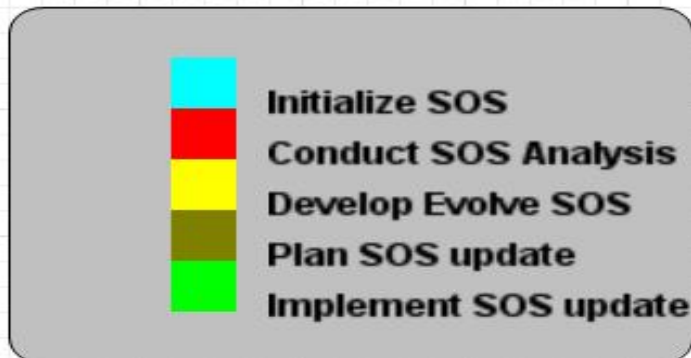 Initialize SOS
Conduct SOS Analysis
Develop Evolve SOS
Plan SOS update
Implement SOS update